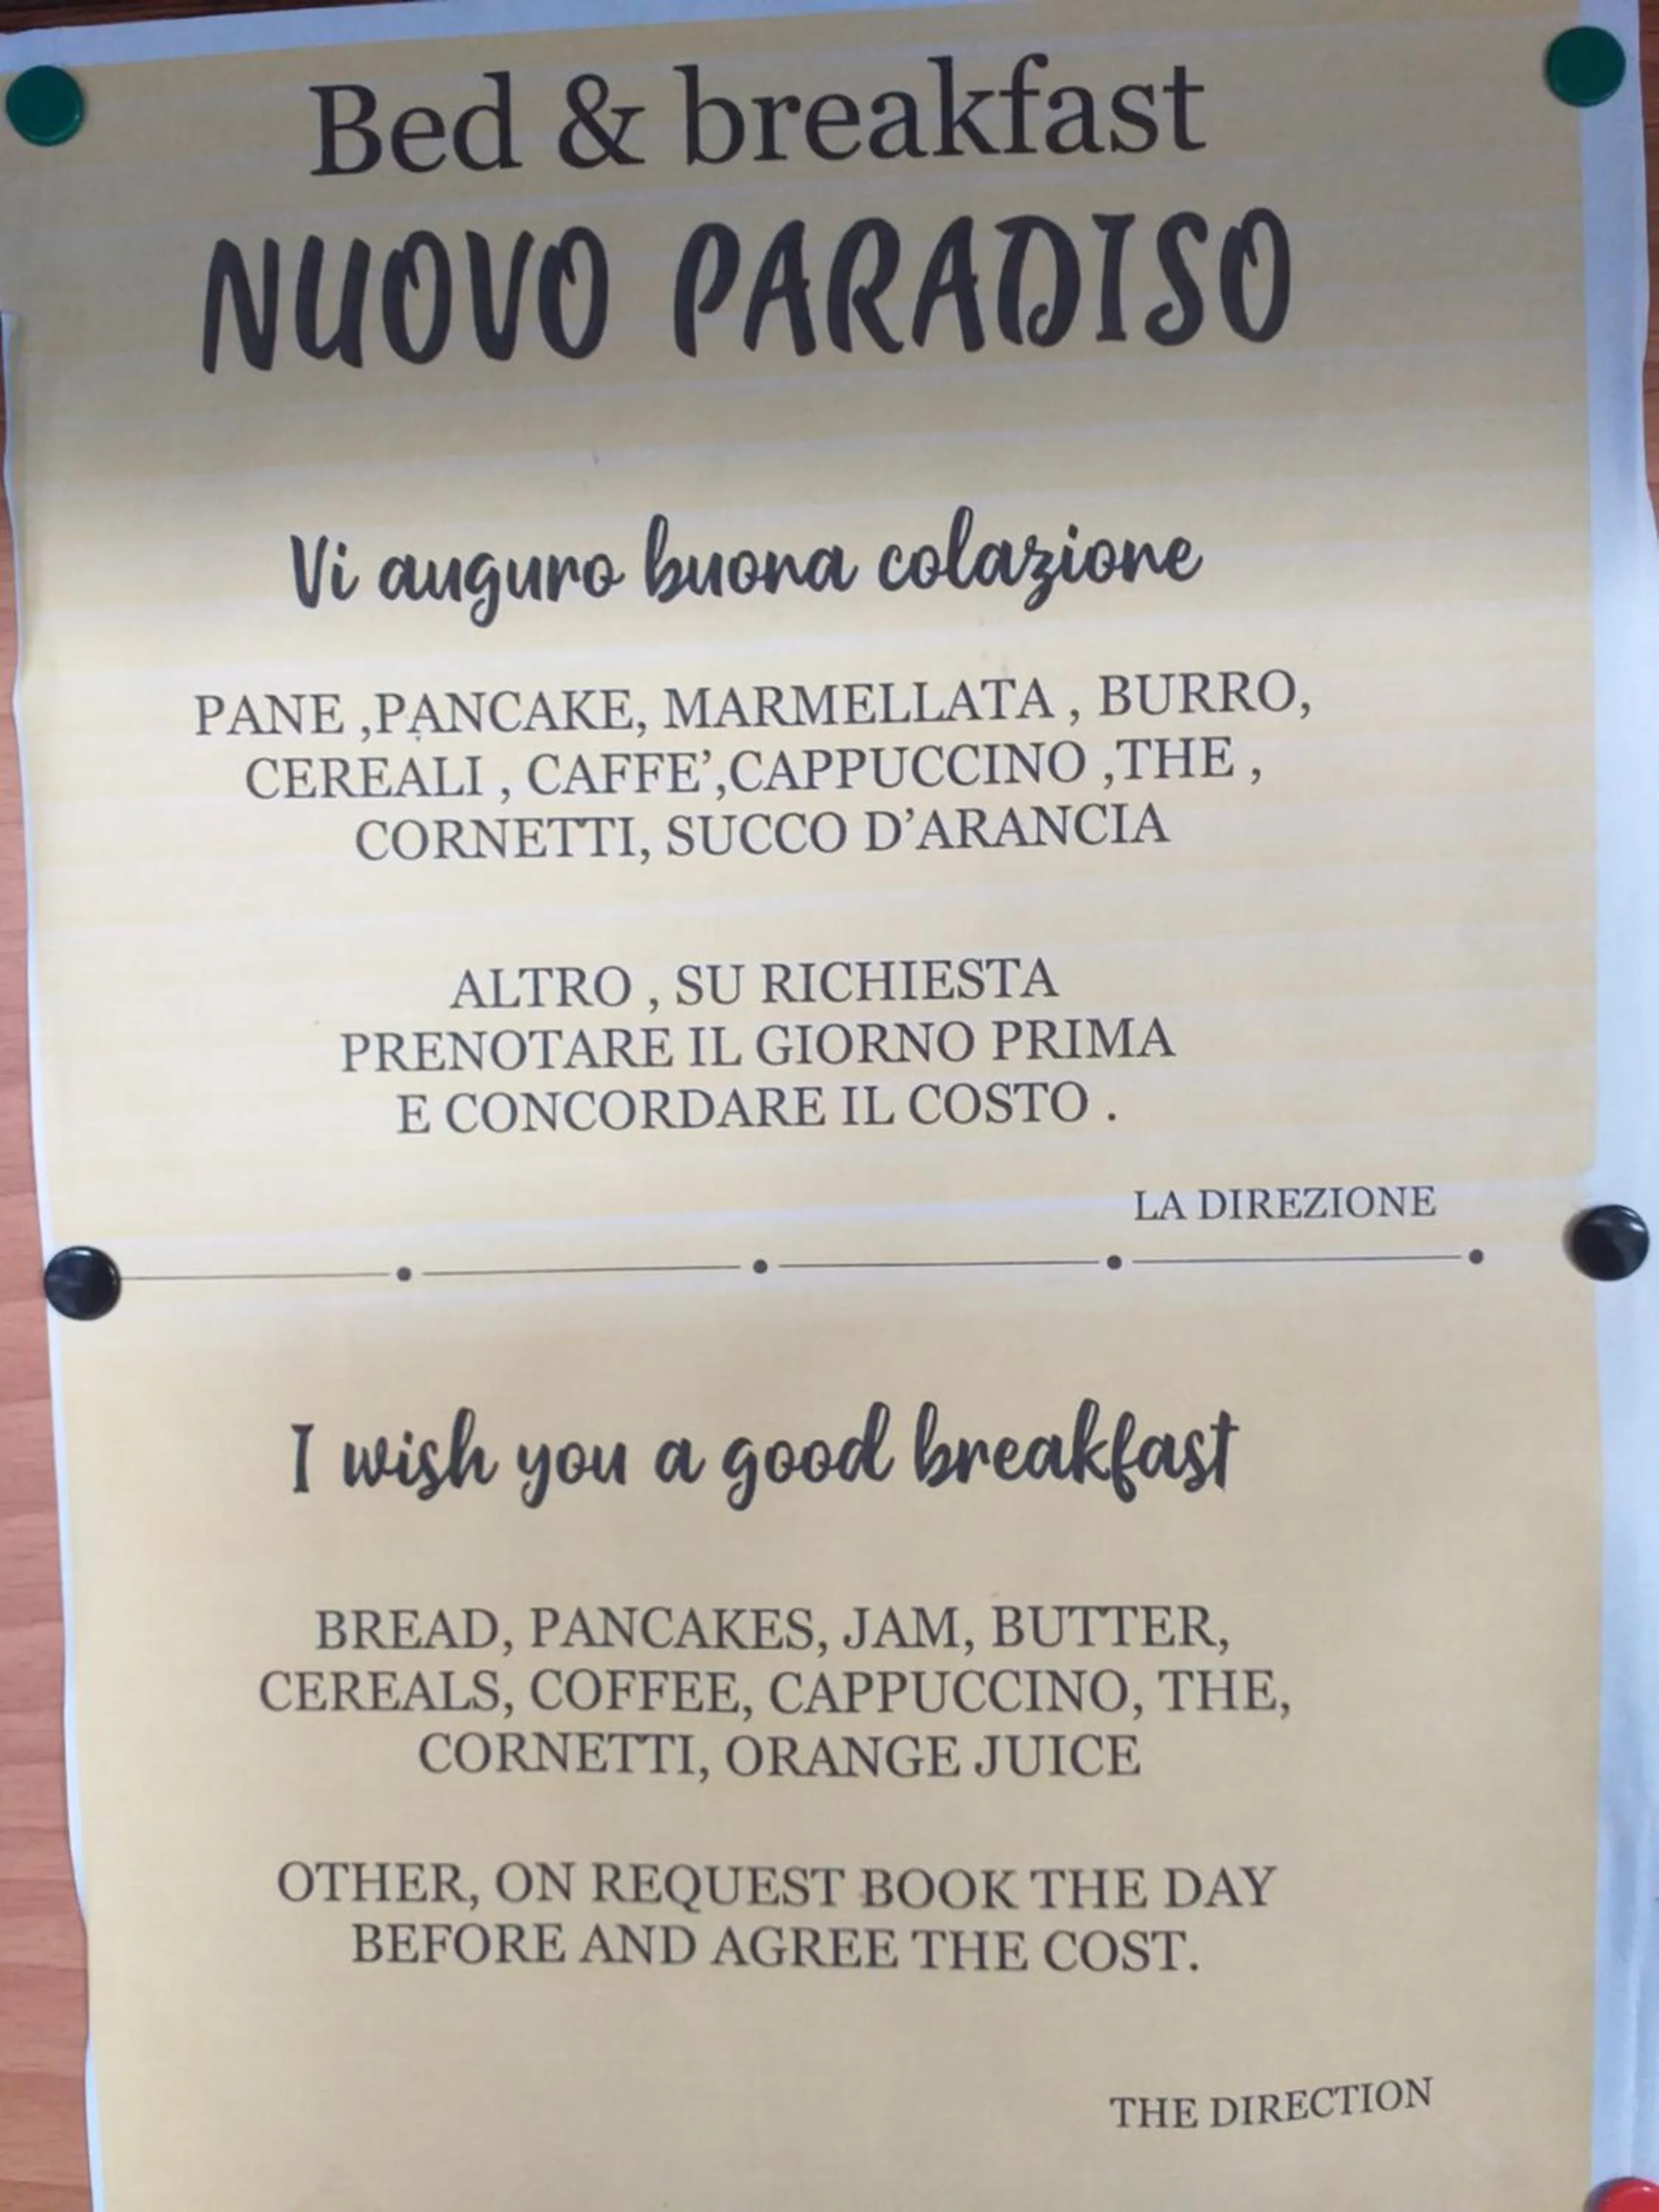 Bed & breakfast
NUOVO PARADISO
Vi auguro buona colazione
PANE ,PANCAKE, MARMELLATA , BURRO,
CEREALI , CAFFE’,CAPPUCCINO ,THE ,
CORNETTI, SUCCO D’ARANCIA
ALTRO , SU RICHIESTA
PRENOTARE IL GIORNO PRIMA
E CONCORDARE IL COSTO .
LA DIREZIONE
I wish you a good breakfast
BREAD, PANCAKES, JAM, BUTTER,
CEREALS, COFFEE, CAPPUCCINO, THE,
CORNETTI, ORANGE JUICE
OTHER, ON REQUEST BOOK THE DAY
BEFORE AND AGREE THE COST.
THE DIRECTION